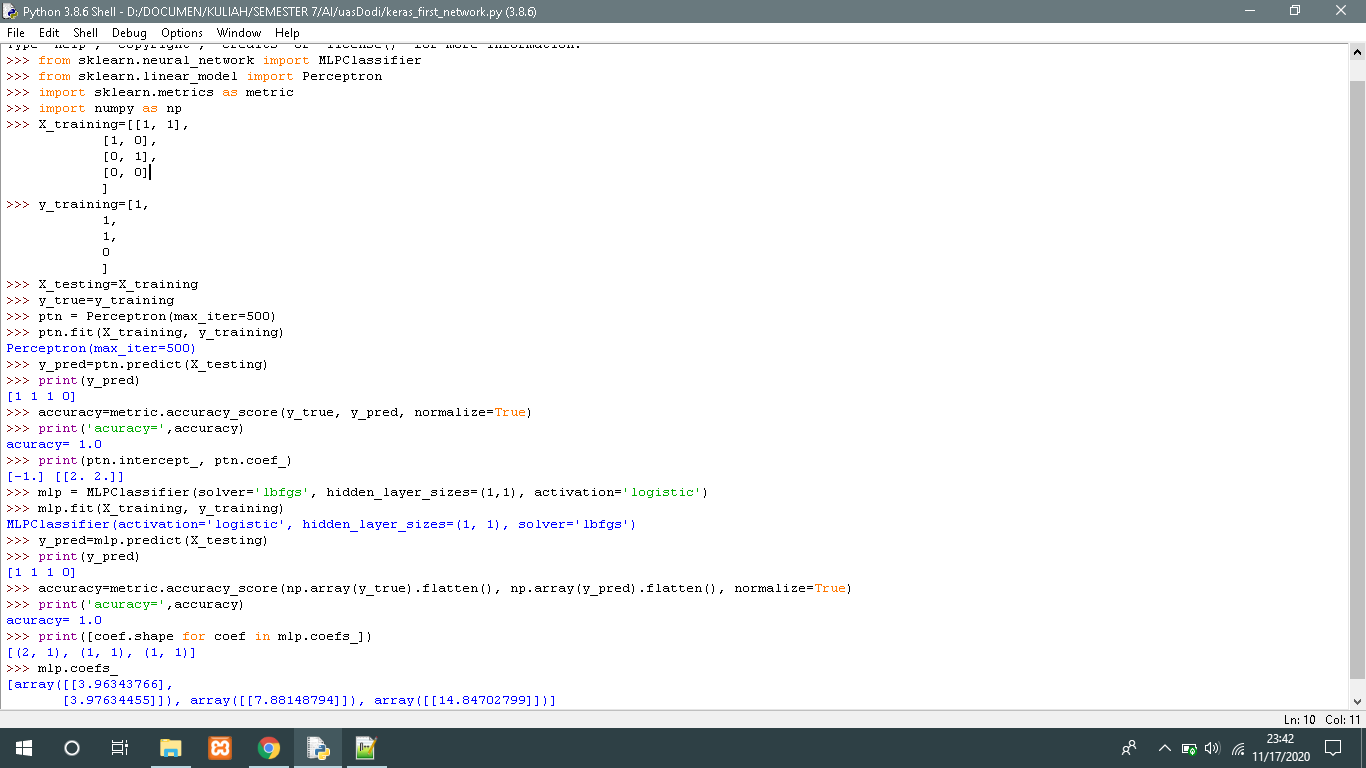 Python 3.8.6 Shell - D:/DOCUMEN/KULIAH/SEMESTER 7/AI/uasDodi/keras_first_network.py (3.8.6)
File Edit Shell Debug Options Window Help
Type "help", "copyright", "credits" or "license()" for more information.
>>> from sklearn.neural_network import MLPClassifier
>>> from sklearn.linear_model import Perceptron
>>> import sklearn.metrics as metric
>>> import numpy as np
>>> X_training=[[1, 1],
[1, 0],
[0, 1],
[0, 0]
]
>>> y_training=[1,
1,
1,
0
]
>>> X_testing=X_training
>>> y_true=y_training
>>> ptn = Perceptron(max_iter=500)
>>> ptn.fit(X_training, y_training)
Perceptron(max_iter=500)
>>> y_pred=ptn.predict(X_testing)
>>> print(y_pred)
[1 1 1 0]
>>> accuracy=metric.accuracy_score(y_true, y_pred, normalize=True)
>>> print('acuracy=',accuracy)
acuracy= 1.0
>>> print(ptn.intercept_, ptn.coef_)
[-1.] [[2. 2.]]
>>> mlp = MLPClassifier(solver='lbfgs', hidden_layer_sizes=(1,1), activation='logistic')
>>> mlp.fit(X_training, y_training)
MLPClassifier(activation='logistic', hidden_layer_sizes=(1, 1), solver='lbfgs')
>>> y_pred=mlp.predict(X_testing)
>>> print(y_pred)
[1 1 1 0]
>>> accuracy=metric.accuracy_score(np.array(y_true).flatten(), np.array(y_pred).flatten(), normalize=True)
>>> print('acuracy=',accuracy)
acuracy= 1.0
>>> print([coef.shape for coef in mlp.coefs_])
[(2, 1), (1, 1), (1, 1)]
>>> mlp.coefs_
[array([[3.96343766],
[3.97634455]]), array([[7.88148794]]), array([[14.84702799]])]
Ln: 10 Col: 11
23:42
11/17/2020